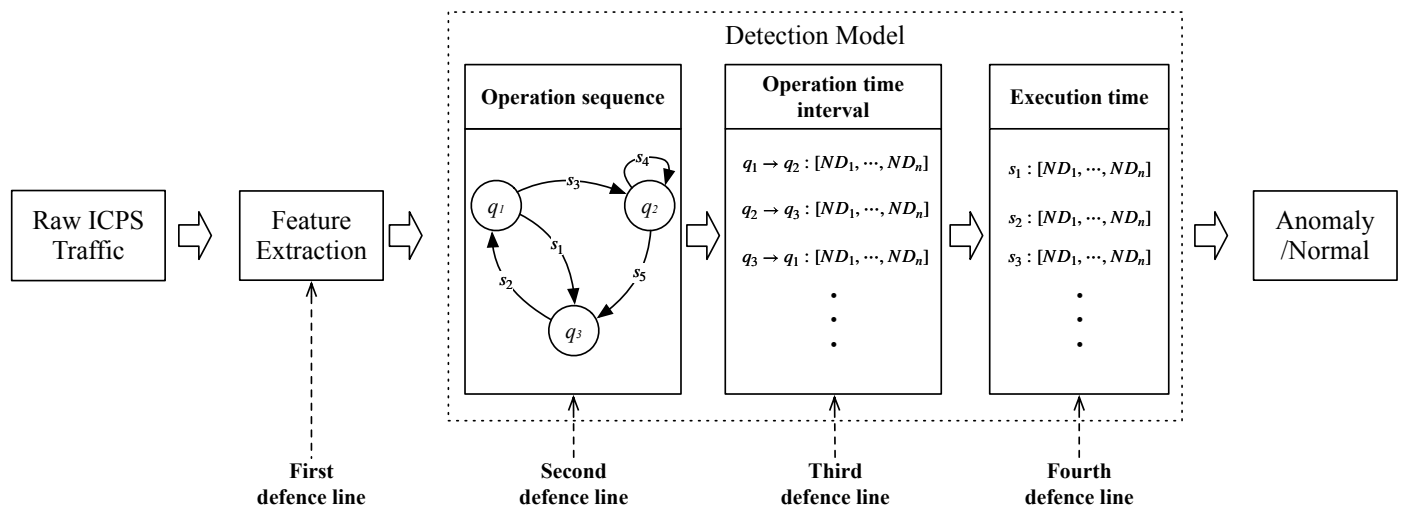 Detection Model
Raw ICPS
Traffic
Feature
Extraction
Operation sequence
s₄
s₃
q₁
q₂
s₁
s₂
s₅
q₃
Operation time
interval
q₁ → q₂ : [ND₁, ⋯, NDₙ]
q₂ → q₃ : [ND₁, ⋯, NDₙ]
q₃ → q₁ : [ND₁, ⋯, NDₙ]
Execution time
s₁ : [ND₁, ⋯, NDₙ]
s₂ : [ND₁, ⋯, NDₙ]
s₃ : [ND₁, ⋯, NDₙ]
Anomaly
/Normal
First
defence line
Second
defence line
Third
defence line
Fourth
defence line